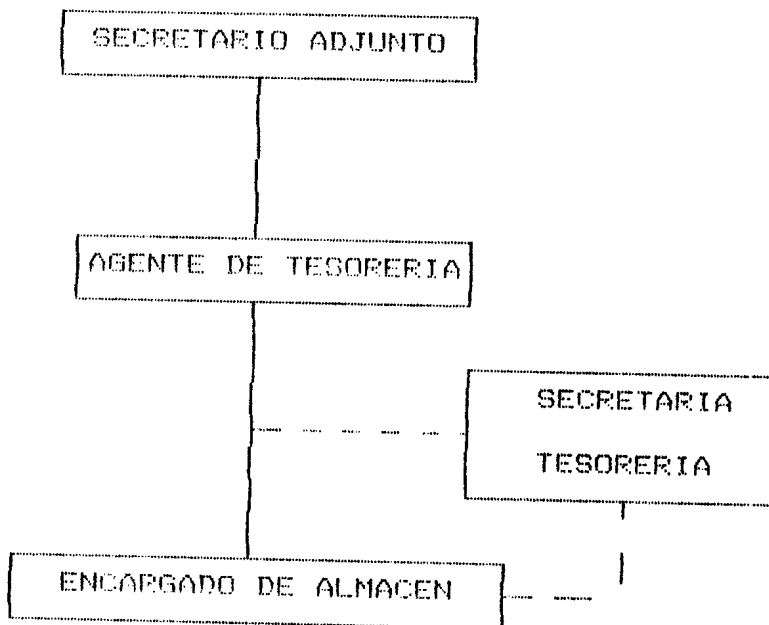 SECRETARIO ADJUNTO
AGENTE DE TESORERIA
SECRETARIA
TESORERIA
ENCARGADO DE ALMACEN